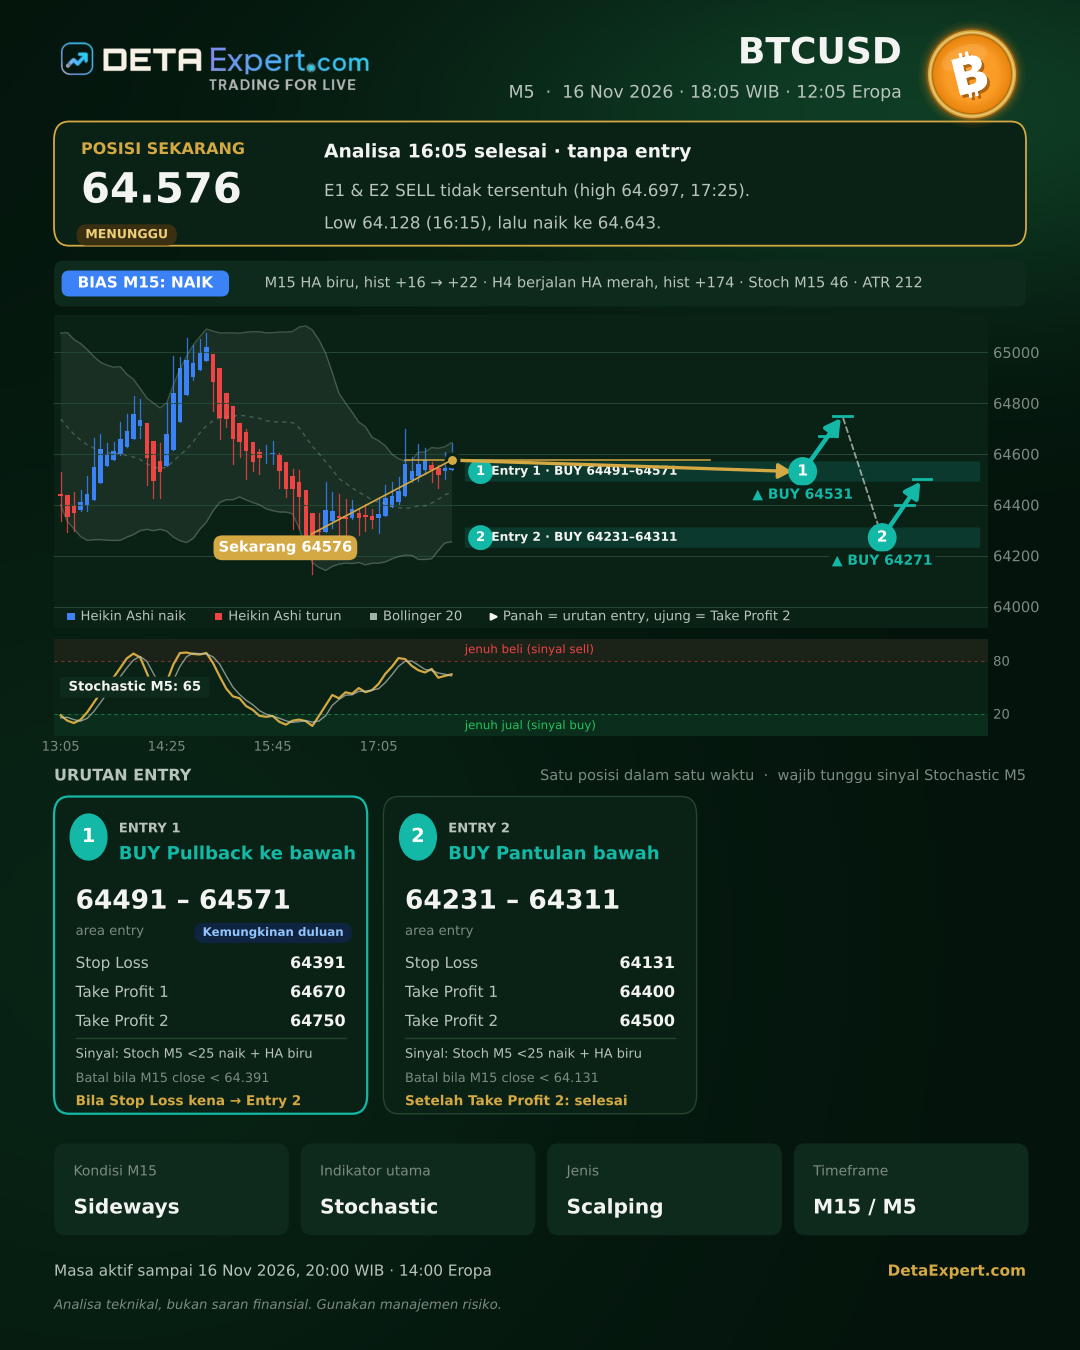 DETA Expert.com
TRADING FOR LIVE
BTCUSD
M5 · 16 Nov 2026 · 18:05 WIB · 12:05 Eropa
POSISI SEKARANG
64.576
MENUNGGU
Analisa 16:05 selesai · tanpa entry
E1 & E2 SELL tidak tersentuh (high 64.697, 17:25).
Low 64.128 (16:15), lalu naik ke 64.643.
BIAS M15: NAIK
M15 HA biru, hist +16 → +22 · H4 berjalan HA merah, hist +174 · Stoch M15 46 · ATR 212
65000
64800
64600
64400
64200
64000
1 Entry 1 · BUY 64491–64571
1
▲ BUY 64531
2 Entry 2 · BUY 64231–64311
2
▲ BUY 64271
Sekarang 64576
Heikin Ashi naik
Heikin Ashi turun
Bollinger 20
Panah = urutan entry, ujung = Take Profit 2
jenuh beli (sinyal sell)
80
Stochastic M5: 65
20
jenuh jual (sinyal buy)
13:05 14:25 15:45 17:05
URUTAN ENTRY
Satu posisi dalam satu waktu · wajib tunggu sinyal Stochastic M5
1
ENTRY 1
BUY Pullback ke bawah
64491 – 64571
area entry
Kemungkinan duluan
Stop Loss 64391
Take Profit 1 64670
Take Profit 2 64750
Sinyal: Stoch M5 <25 naik + HA biru
Batal bila M15 close < 64.391
Bila Stop Loss kena → Entry 2
2
ENTRY 2
BUY Pantulan bawah
64231 – 64311
area entry
Stop Loss 64131
Take Profit 1 64400
Take Profit 2 64500
Sinyal: Stoch M5 <25 naik + HA biru
Batal bila M15 close < 64.131
Setelah Take Profit 2: selesai
Kondisi M15
Sideways
Indikator utama
Stochastic
Jenis
Scalping
Timeframe
M15 / M5
Masa aktif sampai 16 Nov 2026, 20:00 WIB · 14:00 Eropa
DetaExpert.com
Analisa teknikal, bukan saran finansial. Gunakan manajemen risiko.